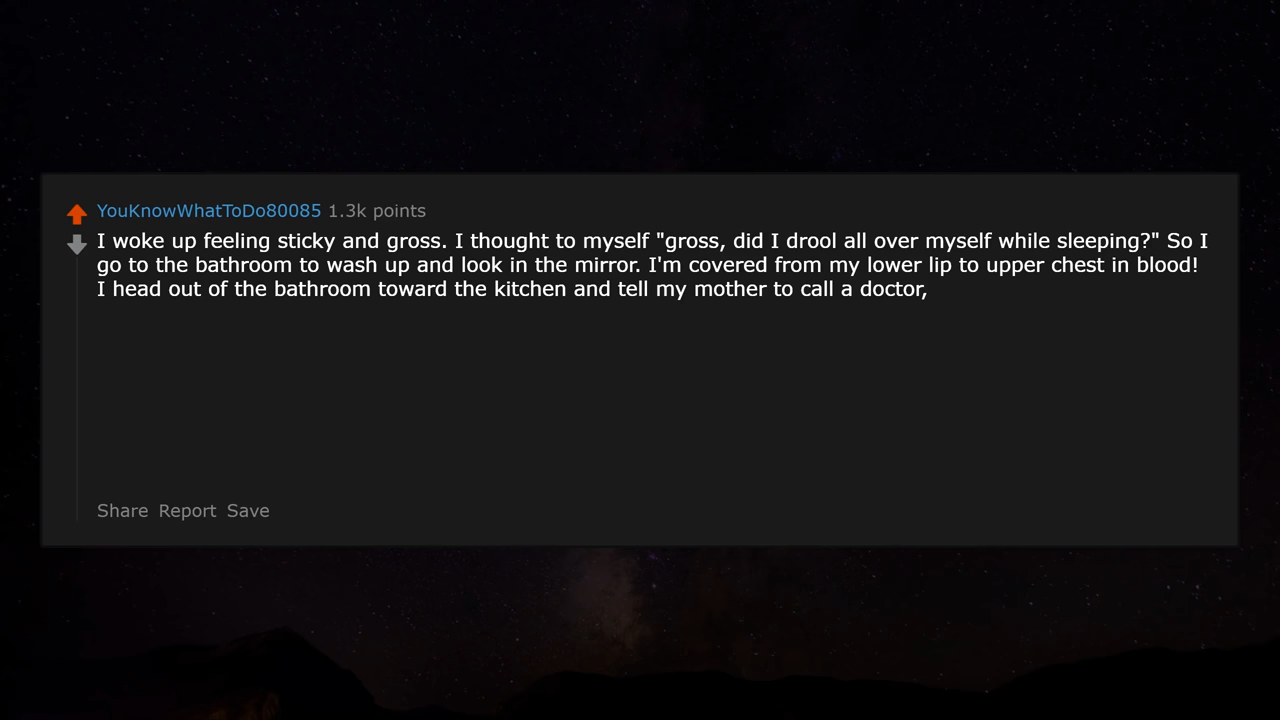 YouKnowWhatToDo80085 1.3k points
I woke up feeling sticky and gross. I thought to myself "gross, did I drool all over myself while sleeping?" So I
go to the bathroom to wash up and look in the mirror. I'm covered from my lower lip to upper chest in blood!
I head out of the bathroom toward the kitchen and tell my mother to call a doctor,
Share Report Save